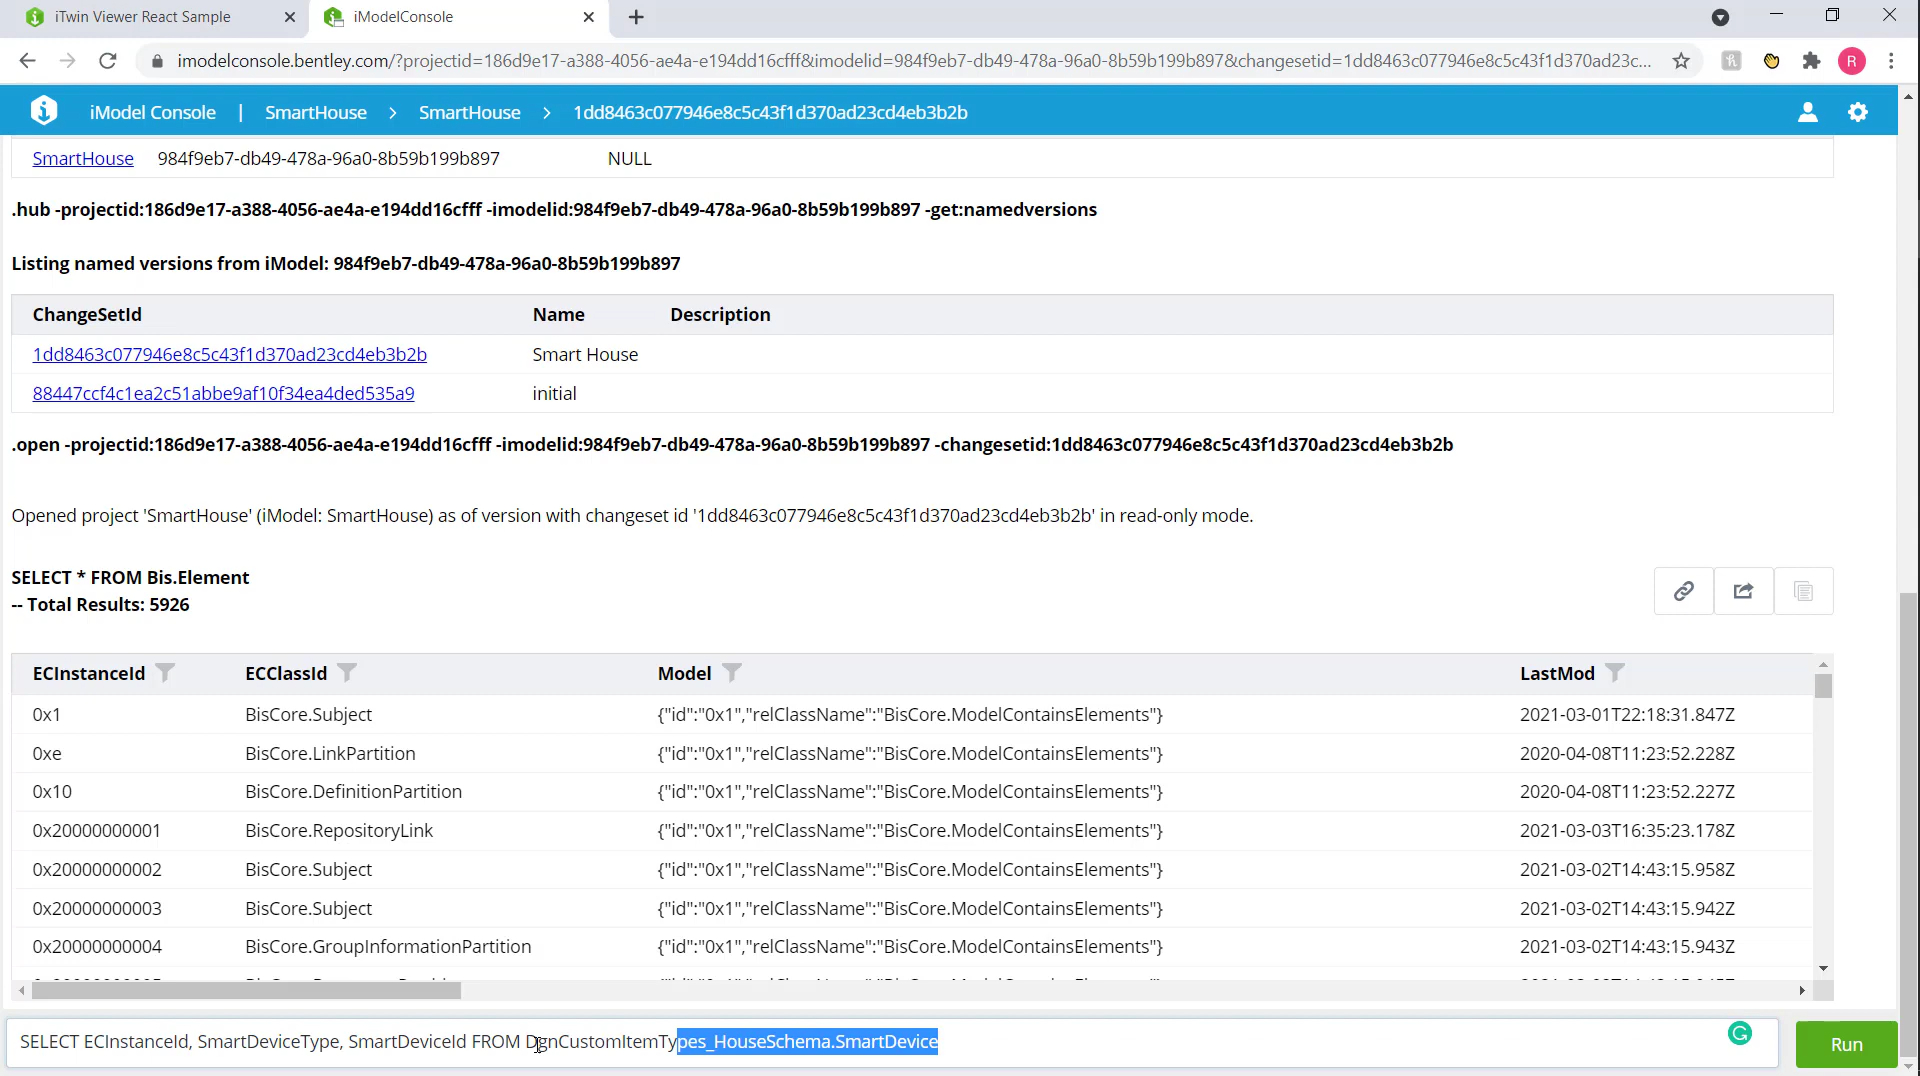 iTwin Viewer React Sample
iModelConsole
imodelconsole.bentley.com/?projectid=186d9e17-a388-4056-ae4a-e194dd16cfff&imodelid=984f9eb7-db49-478a-96a0-8b59b199b897&changesetid=1dd8463c077946e8c5c43f1d370ad23c...
R
iModel Console | SmartHouse > SmartHouse > 1dd8463c077946e8c5c43f1d370ad23cd4eb3b2b
SmartHouse 984f9eb7-db49-478a-96a0-8b59b199b897 NULL
.hub -projectid:186d9e17-a388-4056-ae4a-e194dd16cfff -imodelid:984f9eb7-db49-478a-96a0-8b59b199b897 -get:namedversions
Listing named versions from iModel: 984f9eb7-db49-478a-96a0-8b59b199b897
ChangeSetId Name Description
1dd8463c077946e8c5c43f1d370ad23cd4eb3b2b Smart House
88447ccf4c1ea2c51abbe9af10f34ea4ded535a9 initial
.open -projectid:186d9e17-a388-4056-ae4a-e194dd16cfff -imodelid:984f9eb7-db49-478a-96a0-8b59b199b897 -changesetid:1dd8463c077946e8c5c43f1d370ad23cd4eb3b2b
Opened project 'SmartHouse' (iModel: SmartHouse) as of version with changeset id '1dd8463c077946e8c5c43f1d370ad23cd4eb3b2b' in read-only mode.
SELECT * FROM Bis.Element
-- Total Results: 5926
ECInstanceId ECClassId Model LastMod
0x1 BisCore.Subject {"id":"0x1","relClassName":"BisCore.ModelContainsElements"} 2021-03-01T22:18:31.847Z
0xe BisCore.LinkPartition {"id":"0x1","relClassName":"BisCore.ModelContainsElements"} 2020-04-08T11:23:52.228Z
0x10 BisCore.DefinitionPartition {"id":"0x1","relClassName":"BisCore.ModelContainsElements"} 2020-04-08T11:23:52.227Z
0x20000000001 BisCore.RepositoryLink {"id":"0x1","relClassName":"BisCore.ModelContainsElements"} 2021-03-03T16:35:23.178Z
0x20000000002 BisCore.Subject {"id":"0x1","relClassName":"BisCore.ModelContainsElements"} 2021-03-02T14:43:15.958Z
0x20000000003 BisCore.Subject {"id":"0x1","relClassName":"BisCore.ModelContainsElements"} 2021-03-02T14:43:15.942Z
0x20000000004 BisCore.GroupInformationPartition {"id":"0x1","relClassName":"BisCore.ModelContainsElements"} 2021-03-02T14:43:15.943Z
SELECT ECInstanceId, SmartDeviceType, SmartDeviceId FROM DgnCustomItemTypes_HouseSchema.SmartDevice
Run